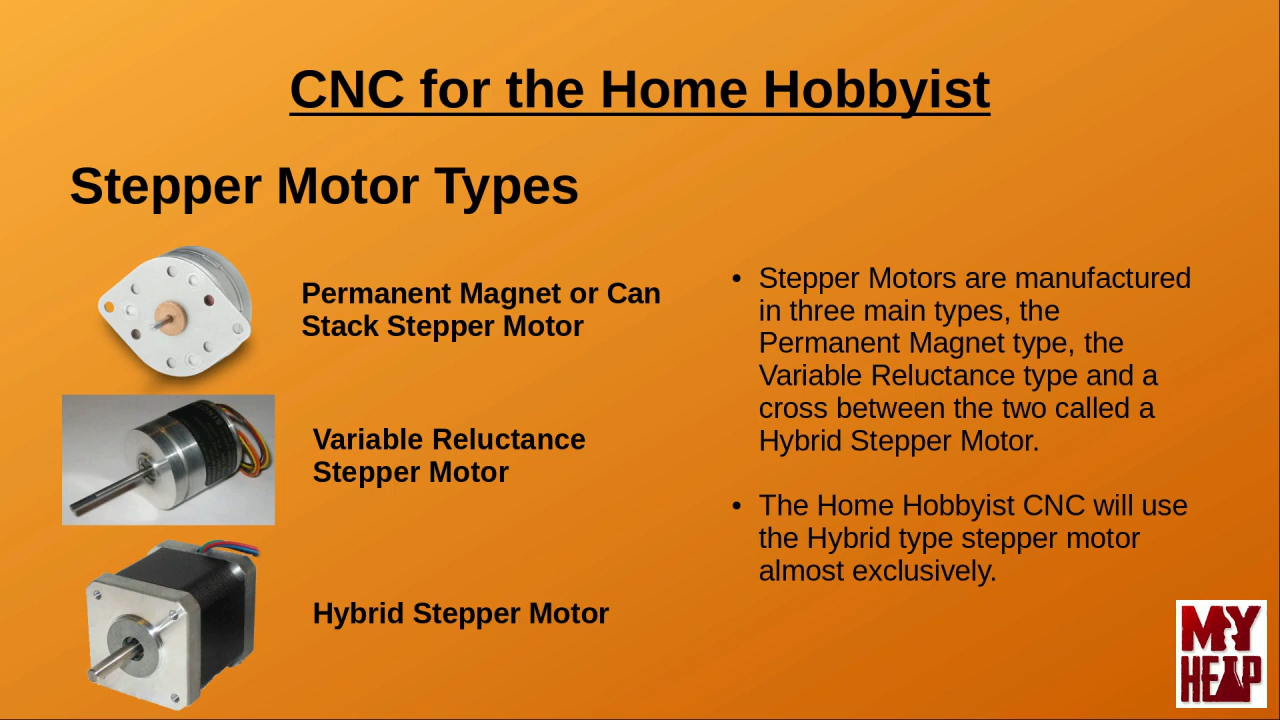 CNC for the Home Hobbyist
Stepper Motor Types
Permanent Magnet or Can
Stack Stepper Motor
Variable Reluctance
Stepper Motor
Hybrid Stepper Motor
• Stepper Motors are manufactured
in three main types, the
Permanent Magnet type, the
Variable Reluctance type and a
cross between the two called a
Hybrid Stepper Motor.
• The Home Hobbyist CNC will use
the Hybrid type stepper motor
almost exclusively.
MY
HEAP